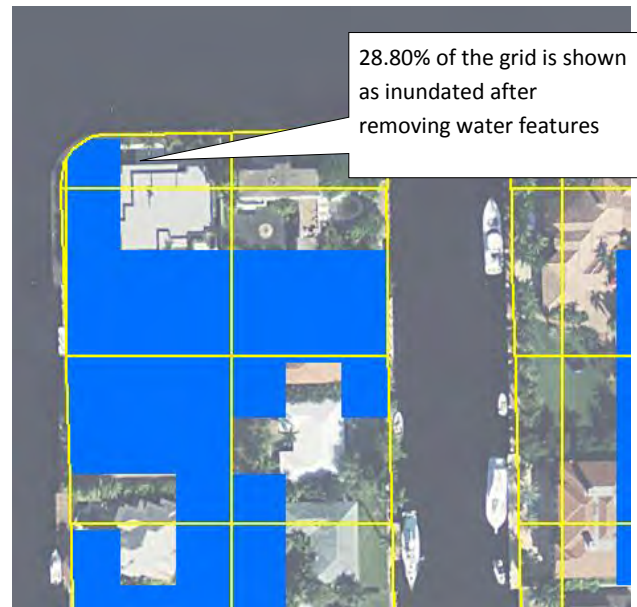 28.80% of the grid is shown
as inundated after
removing water features